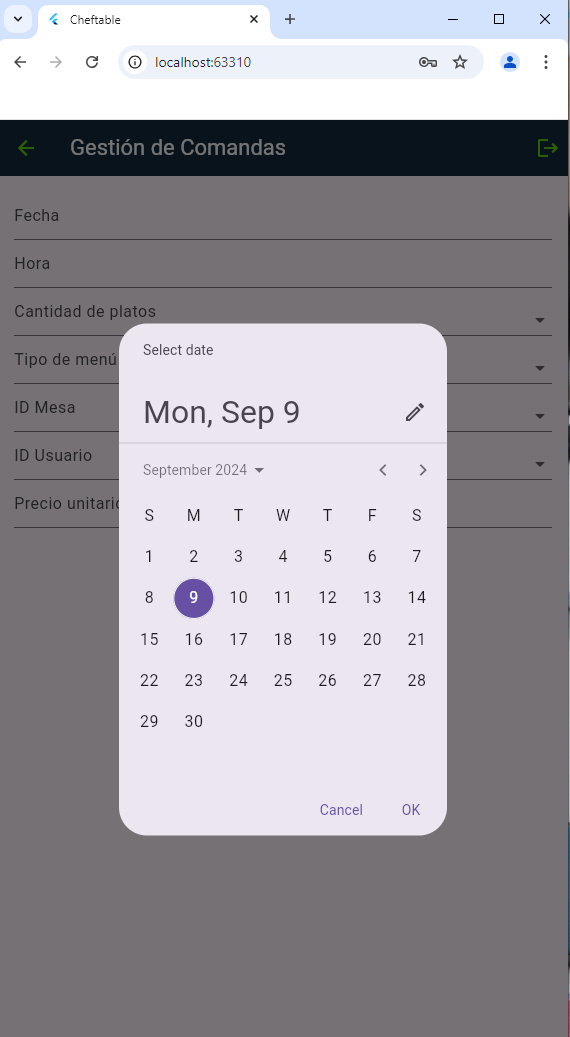 Cheftable
localhost:63310
Gestión de Comandas
Fecha
Hora
Cantidad de platos
Tipo de menú
ID Mesa
ID Usuario
Precio unitario
Select date
Mon, Sep 9
September 2024
S M T W T F S
1 2 3 4 5 6 7
8 9 10 11 12 13 14
15 16 17 18 19 20 21
22 23 24 25 26 27 28
29 30
Cancel OK